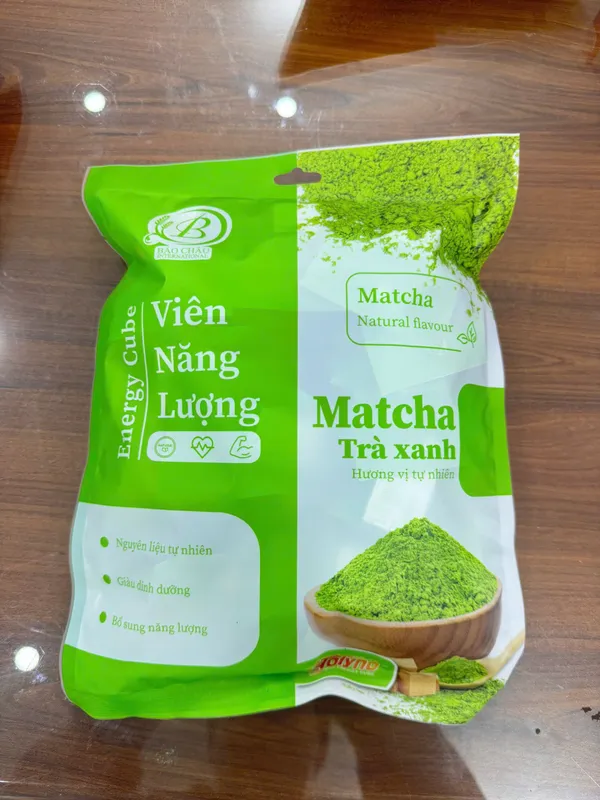 B
BẢO CHÂU
INTERNATIONAL
Energy Cube
Viên
Năng
Lượng
Nguyên liệu tự nhiên
Giàu dinh dưỡng
Bổ sung năng lượng
Matcha
Natural flavour
Matcha
Trà xanh
Hương vị tự nhiên